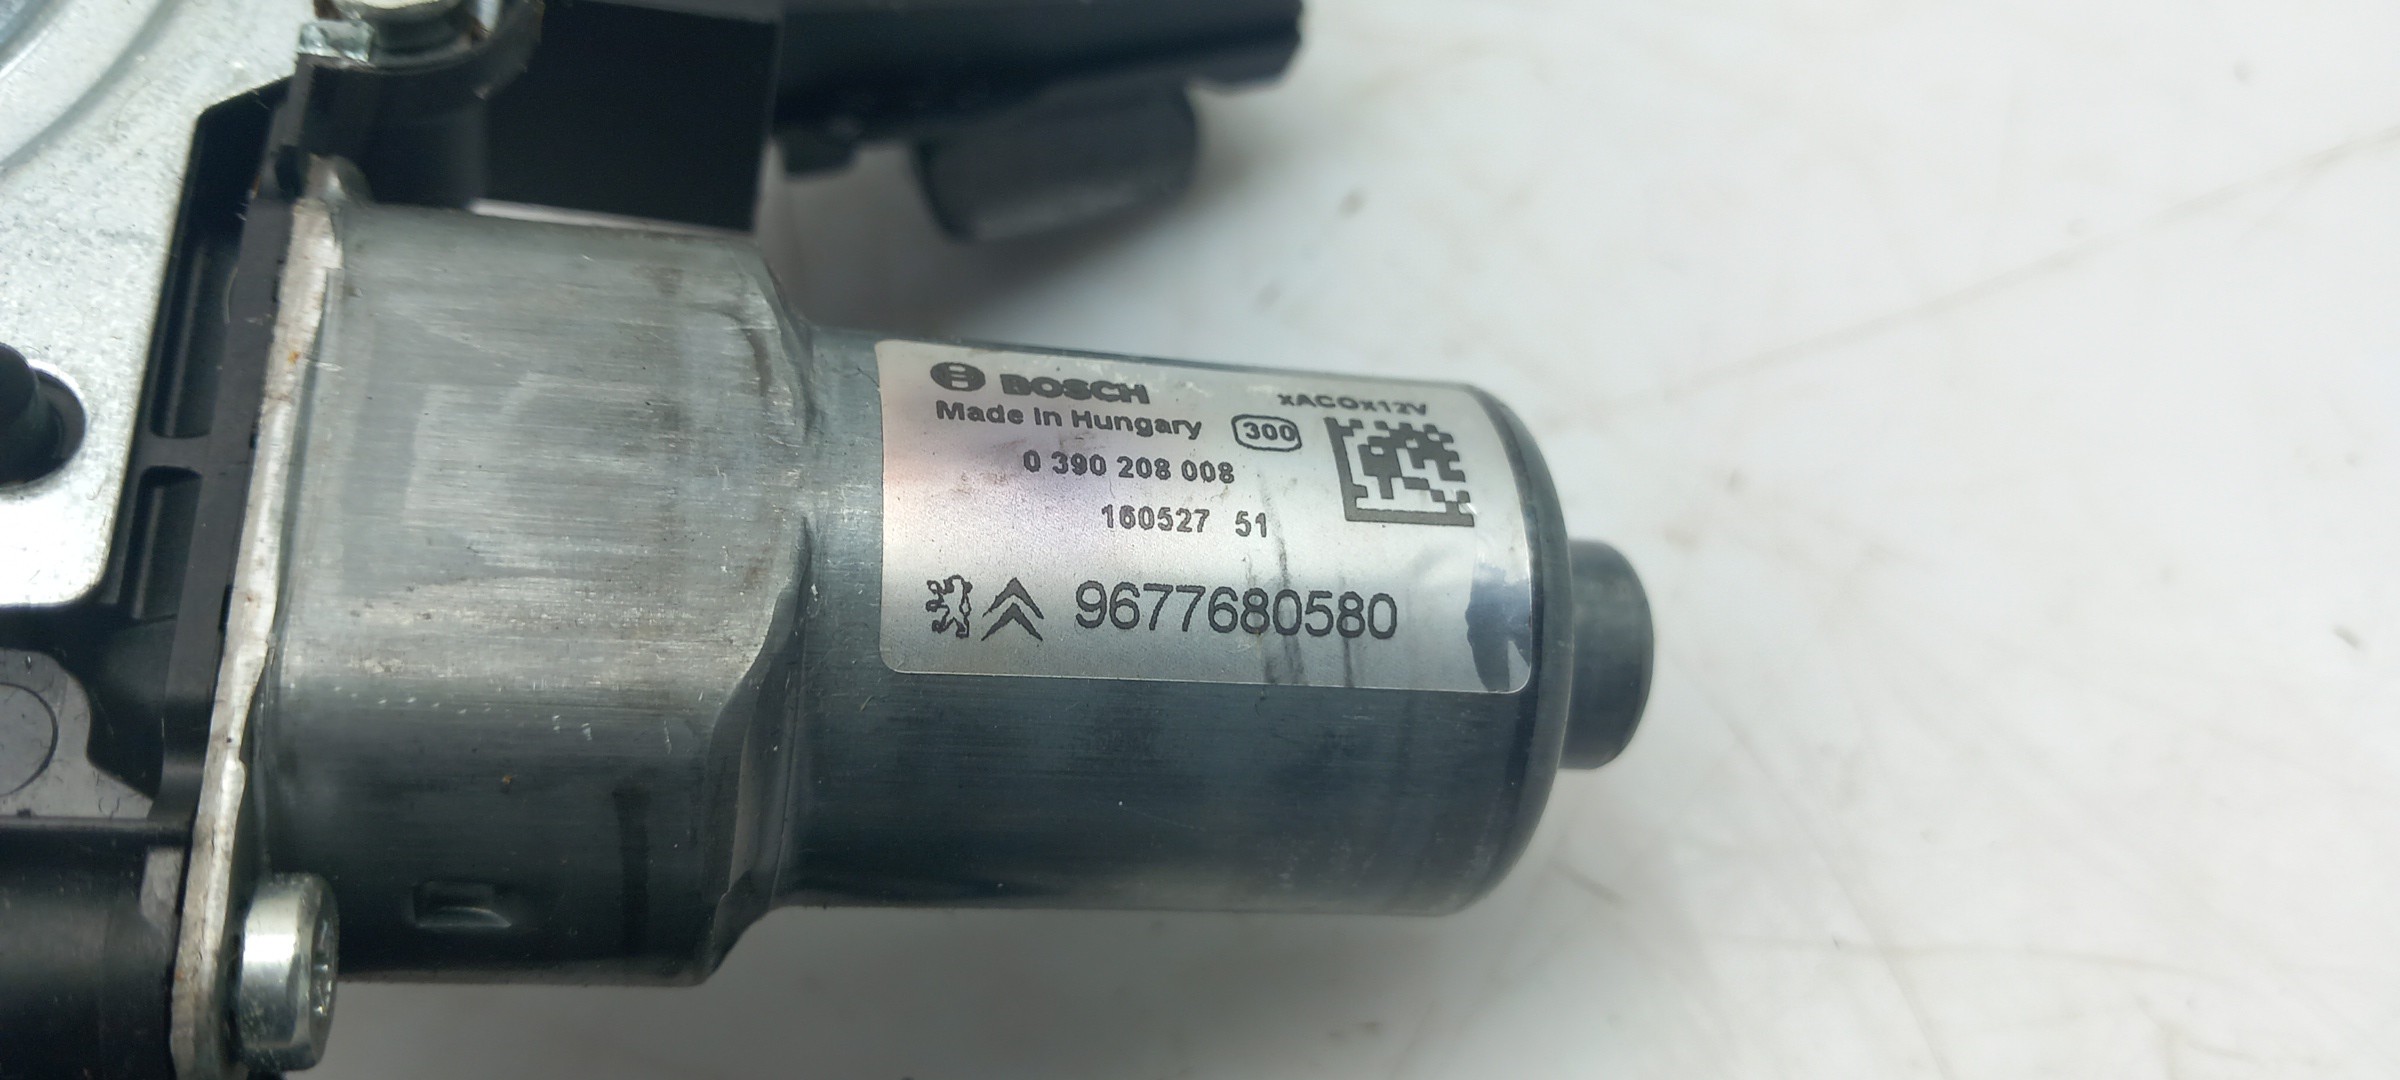 BOSCH
xACOx12V
Made in Hungary
300
0 390 208 008
160527 51
9677680580